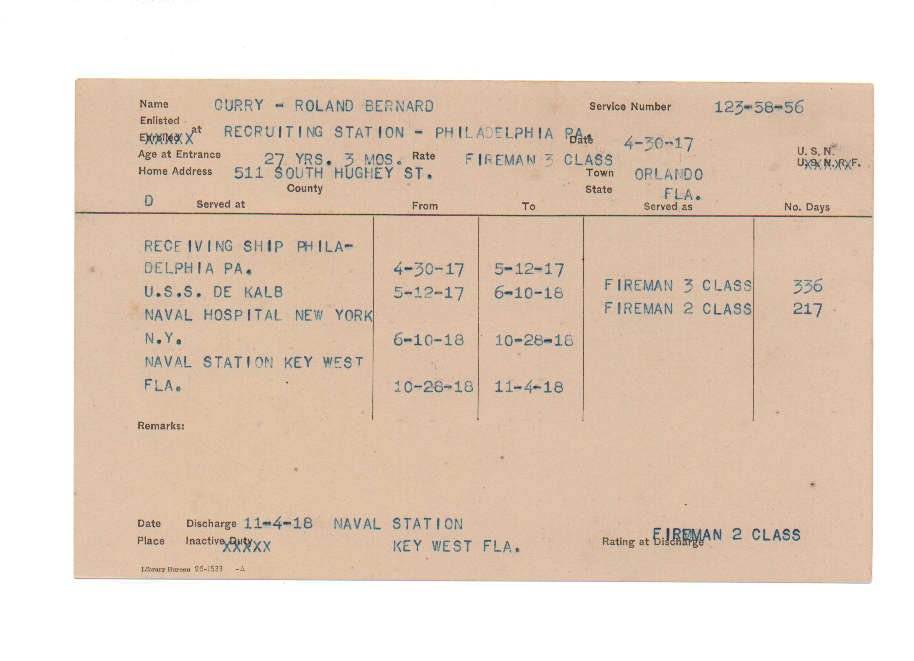 Name CURRY - ROLAND BERNARD Service Number 123-58-56
Enlisted
Enrolled XXXXX at RECRUITING STATION - PHILADELPHIA PA. Date 4-30-17
Age at Entrance 27 YRS. 3 MOS. Rate FIREMAN 3 CLASS U. S. N.
U. S. N. R. F. XXXXXXX
Home Address 511 SOUTH HUGHEY ST. Town ORLANDO
County State FLA.
D Served at From To Served as No. Days
RECEIVING SHIP PHILA-
DELPHIA PA. 4-30-17 5-12-17
U.S.S. DE KALB 5-12-17 6-10-18 FIREMAN 3 CLASS 336
NAVAL HOSPITAL NEW YORK FIREMAN 2 CLASS 217
N.Y. 6-10-18 10-28-18
NAVAL STATION KEY WEST
FLA. 10-28-18 11-4-18
Remarks:
Date Discharge 11-4-18 NAVAL STATION
Place Inactive Duty XXXXX KEY WEST FLA. Rating at Discharge FIREMAN 2 CLASS
Library Bureau 96-1533 -A